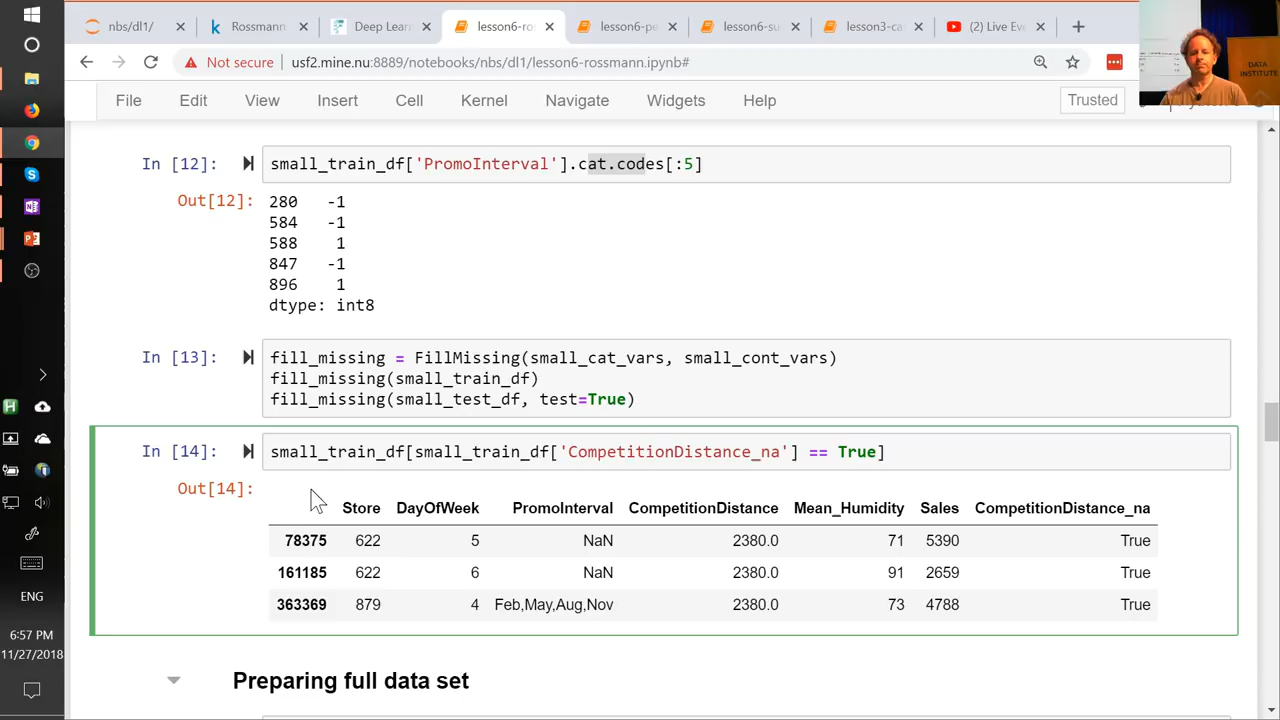 nbs/dl1/
Rossmann
Deep Learn
lesson6-ros
lesson6-pe
lesson6-su
lesson3-ca
(2) Live Eve
Not secure
usf2.mine.nu:8889/notebooks/nbs/dl1/lesson6-rossmann.ipynb#
DATA
INSTITUTE
File Edit View Insert Cell Kernel Navigate Widgets Help
Trusted
In [12]: small_train_df['PromoInterval'].cat.codes[:5]
Out[12]: 280 -1
584 -1
588 1
847 -1
896 1
dtype: int8
In [13]: fill_missing = FillMissing(small_cat_vars, small_cont_vars)
fill_missing(small_train_df)
fill_missing(small_test_df, test=True)
In [14]: small_train_df[small_train_df['CompetitionDistance_na'] == True]
Out[14]:
Store DayOfWeek PromoInterval CompetitionDistance Mean_Humidity Sales CompetitionDistance_na
78375 622 5 NaN 2380.0 71 5390 True
161185 622 6 NaN 2380.0 91 2659 True
363369 879 4 Feb,May,Aug,Nov 2380.0 73 4788 True
Preparing full data set
ENG
6:57 PM
11/27/2018